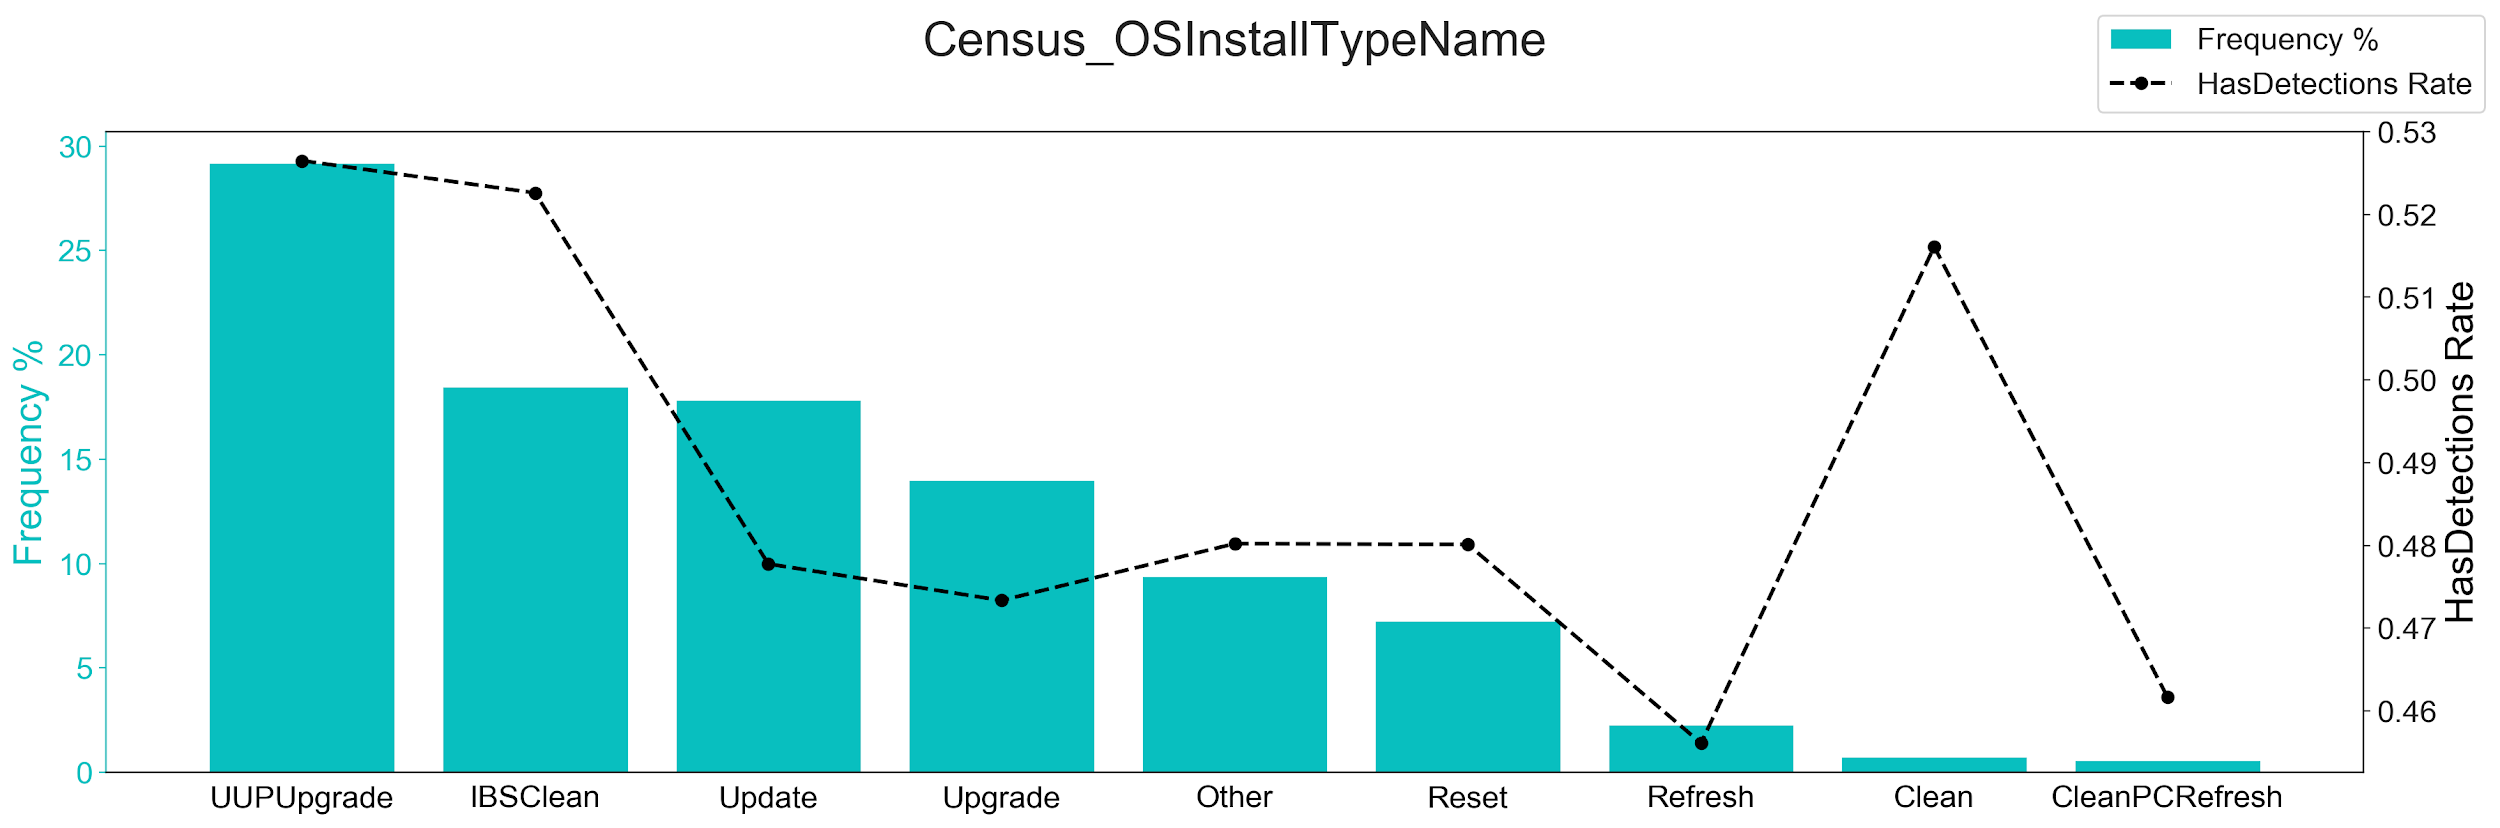 Census_OSInstallTypeName
Frequency %
HasDetections Rate
30
25
20
15
10
5
0
Frequency %
0.53
0.52
0.51
0.50
0.49
0.48
0.47
0.46
HasDetections Rate
UUPUpgrade IBSClean Update Upgrade Other Reset Refresh Clean CleanPCRefresh